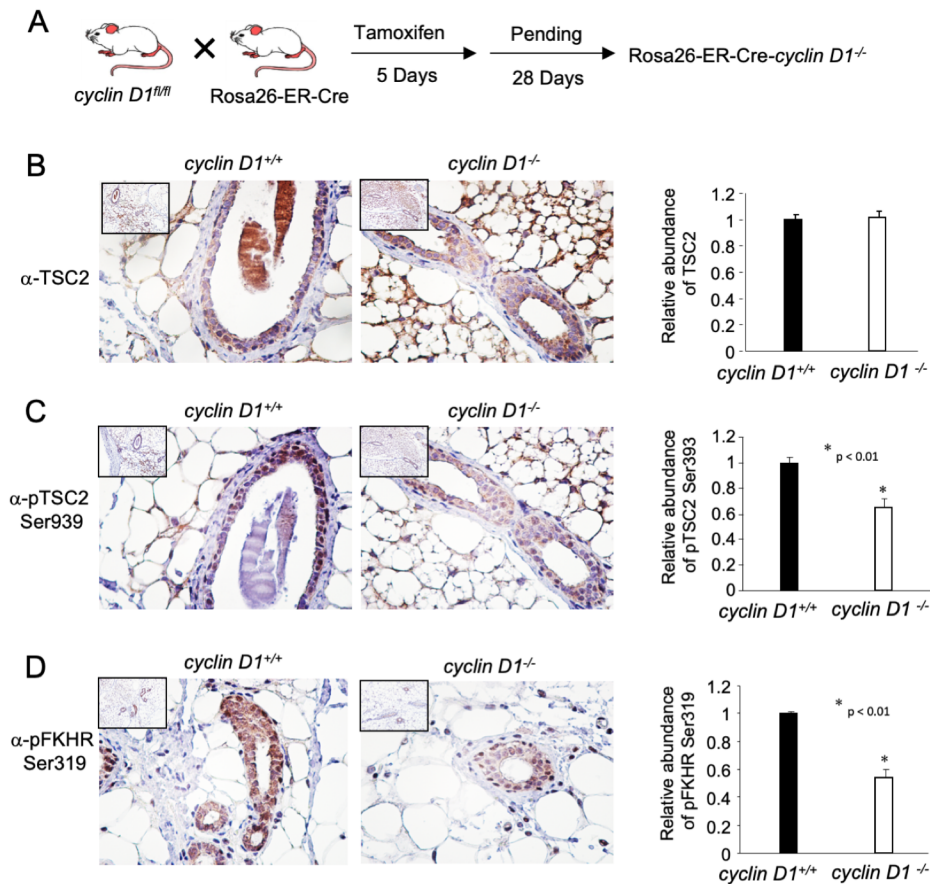 A
Tamoxifen
Pending
5 Days
28 Days
Rosa26-ER-Cre-cyclin D1-/-
cyclin D1fl/fl
Rosa26-ER-Cre
B
cyclin D1+/+
cyclin D1-/-
α-TSC2
Relative abundance
of TSC2
1.2
1
0.8
0.6
0.4
0.2
0
cyclin D1+/+
cyclin D1 -/-
C
cyclin D1+/+
cyclin D1-/-
α-pTSC2
Ser939
Relative abundance
of pTSC2 Ser393
1.2
1
0.8
0.6
0.4
0.2
0
* p < 0.01
*
cyclin D1+/+
cyclin D1 -/-
D
cyclin D1+/+
cyclin D1-/-
α-pFKHR
Ser319
Relative abundance
of pFKHR Ser319
1.2
1
0.8
0.6
0.4
0.2
0
* p < 0.01
*
cyclin D1+/+
cyclin D1 -/-